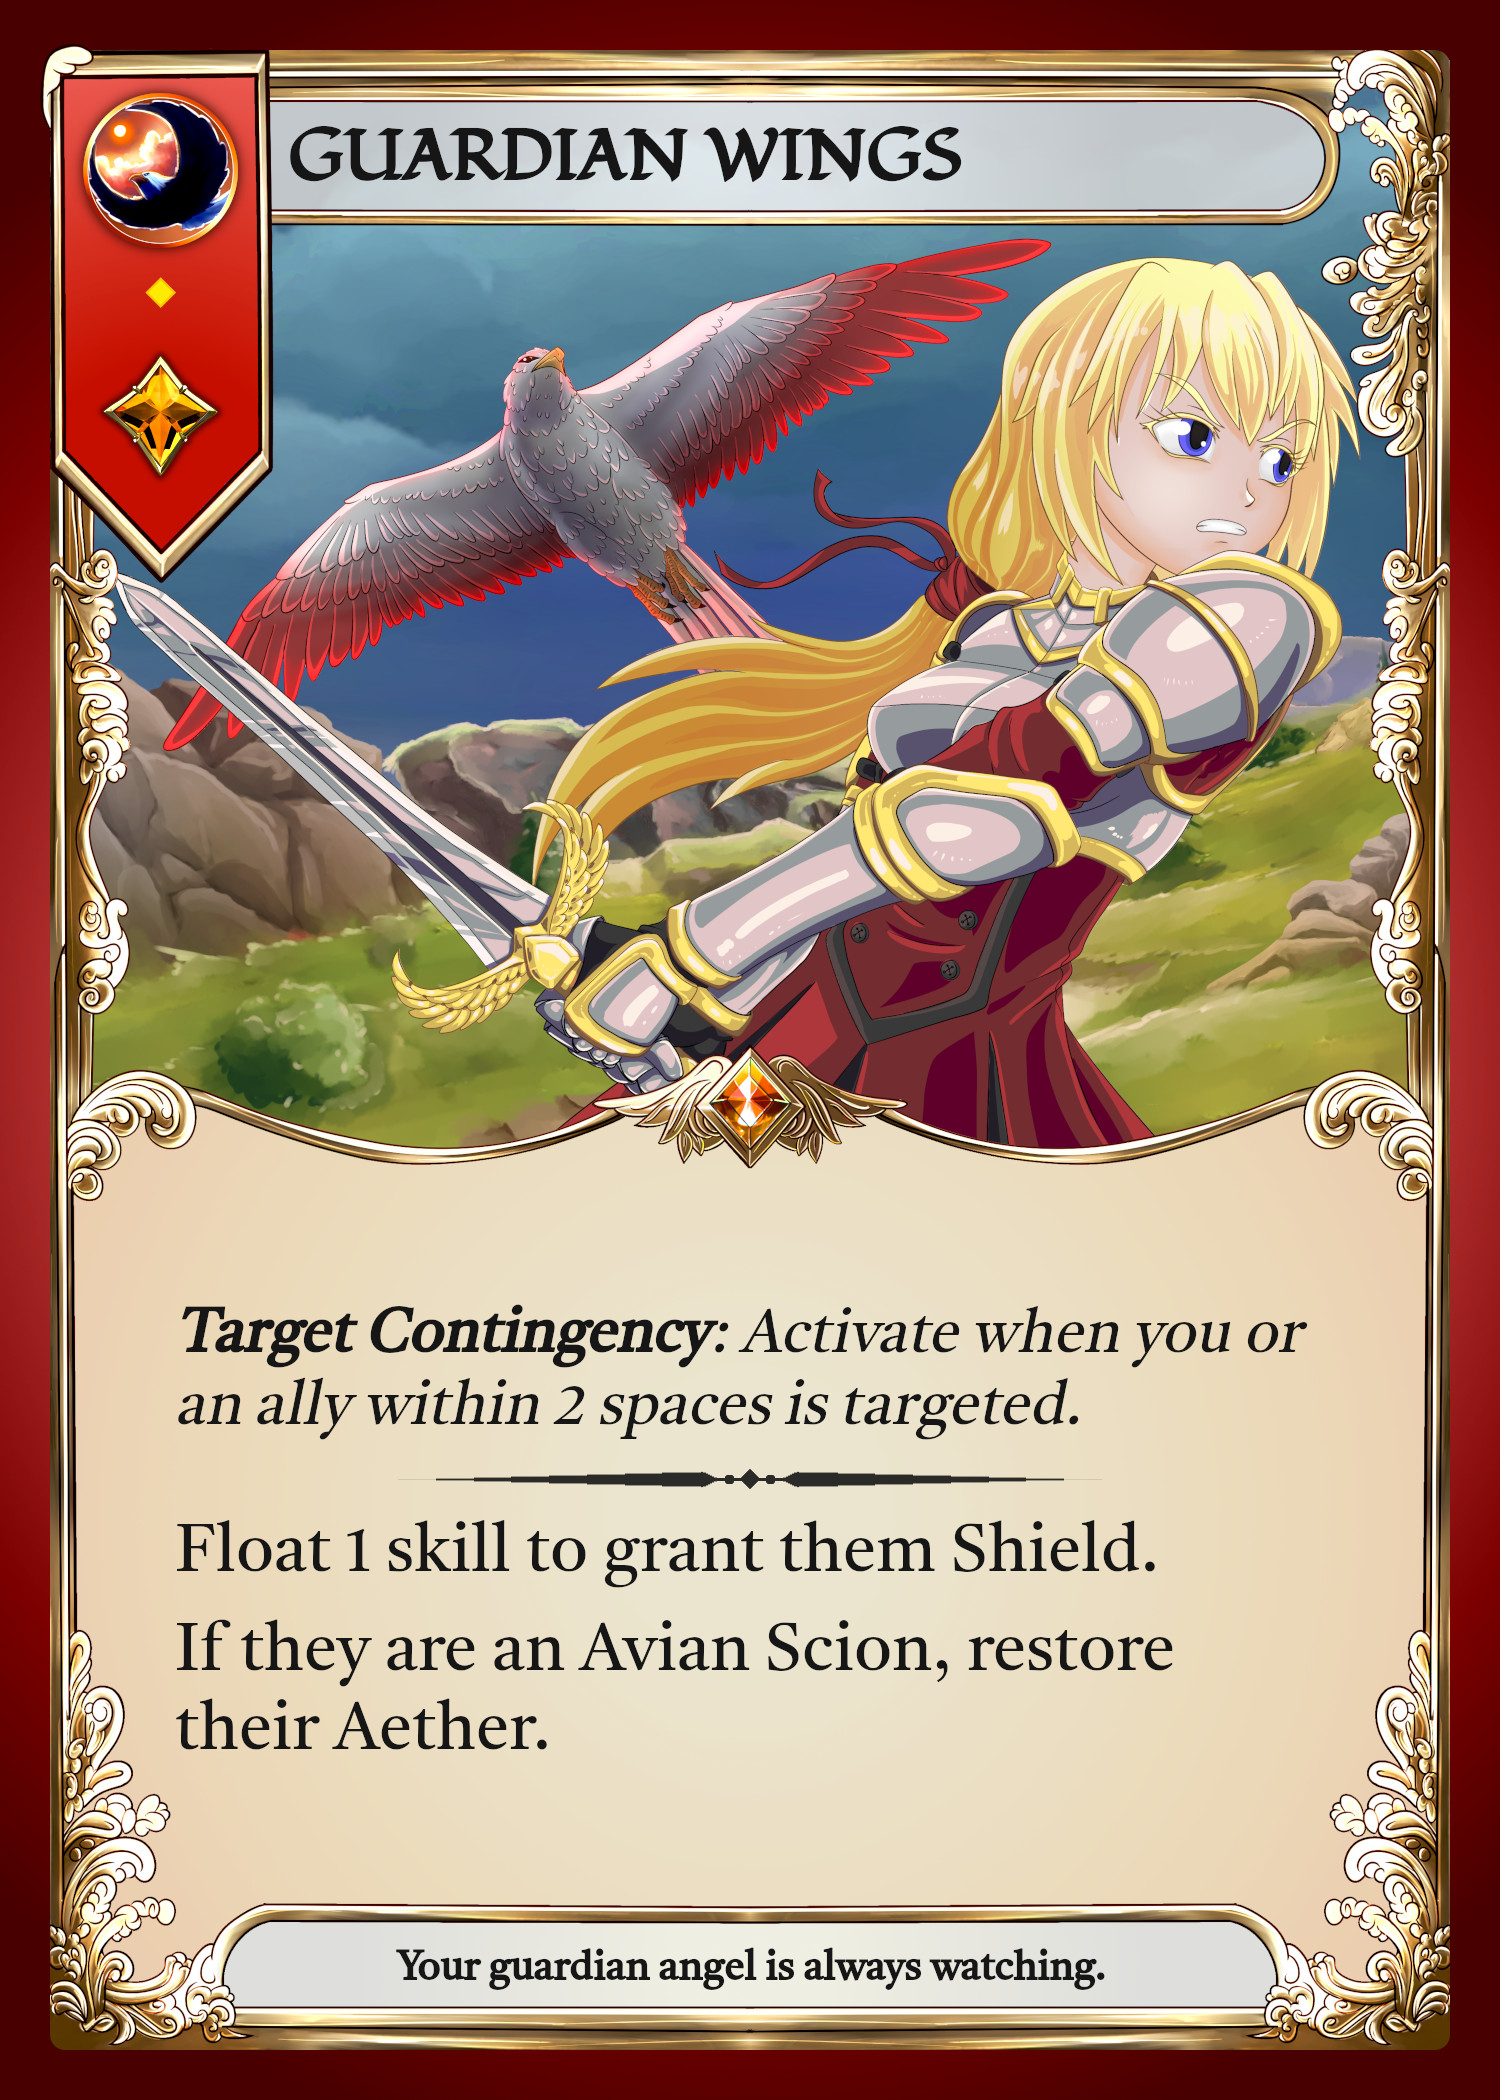 GUARDIAN WINGS
Target Contingency: Activate when you or
an ally within 2 spaces is targeted.
Float 1 skill to grant them Shield.
If they are an Avian Scion, restore
their Aether.
Your guardian angel is always watching.